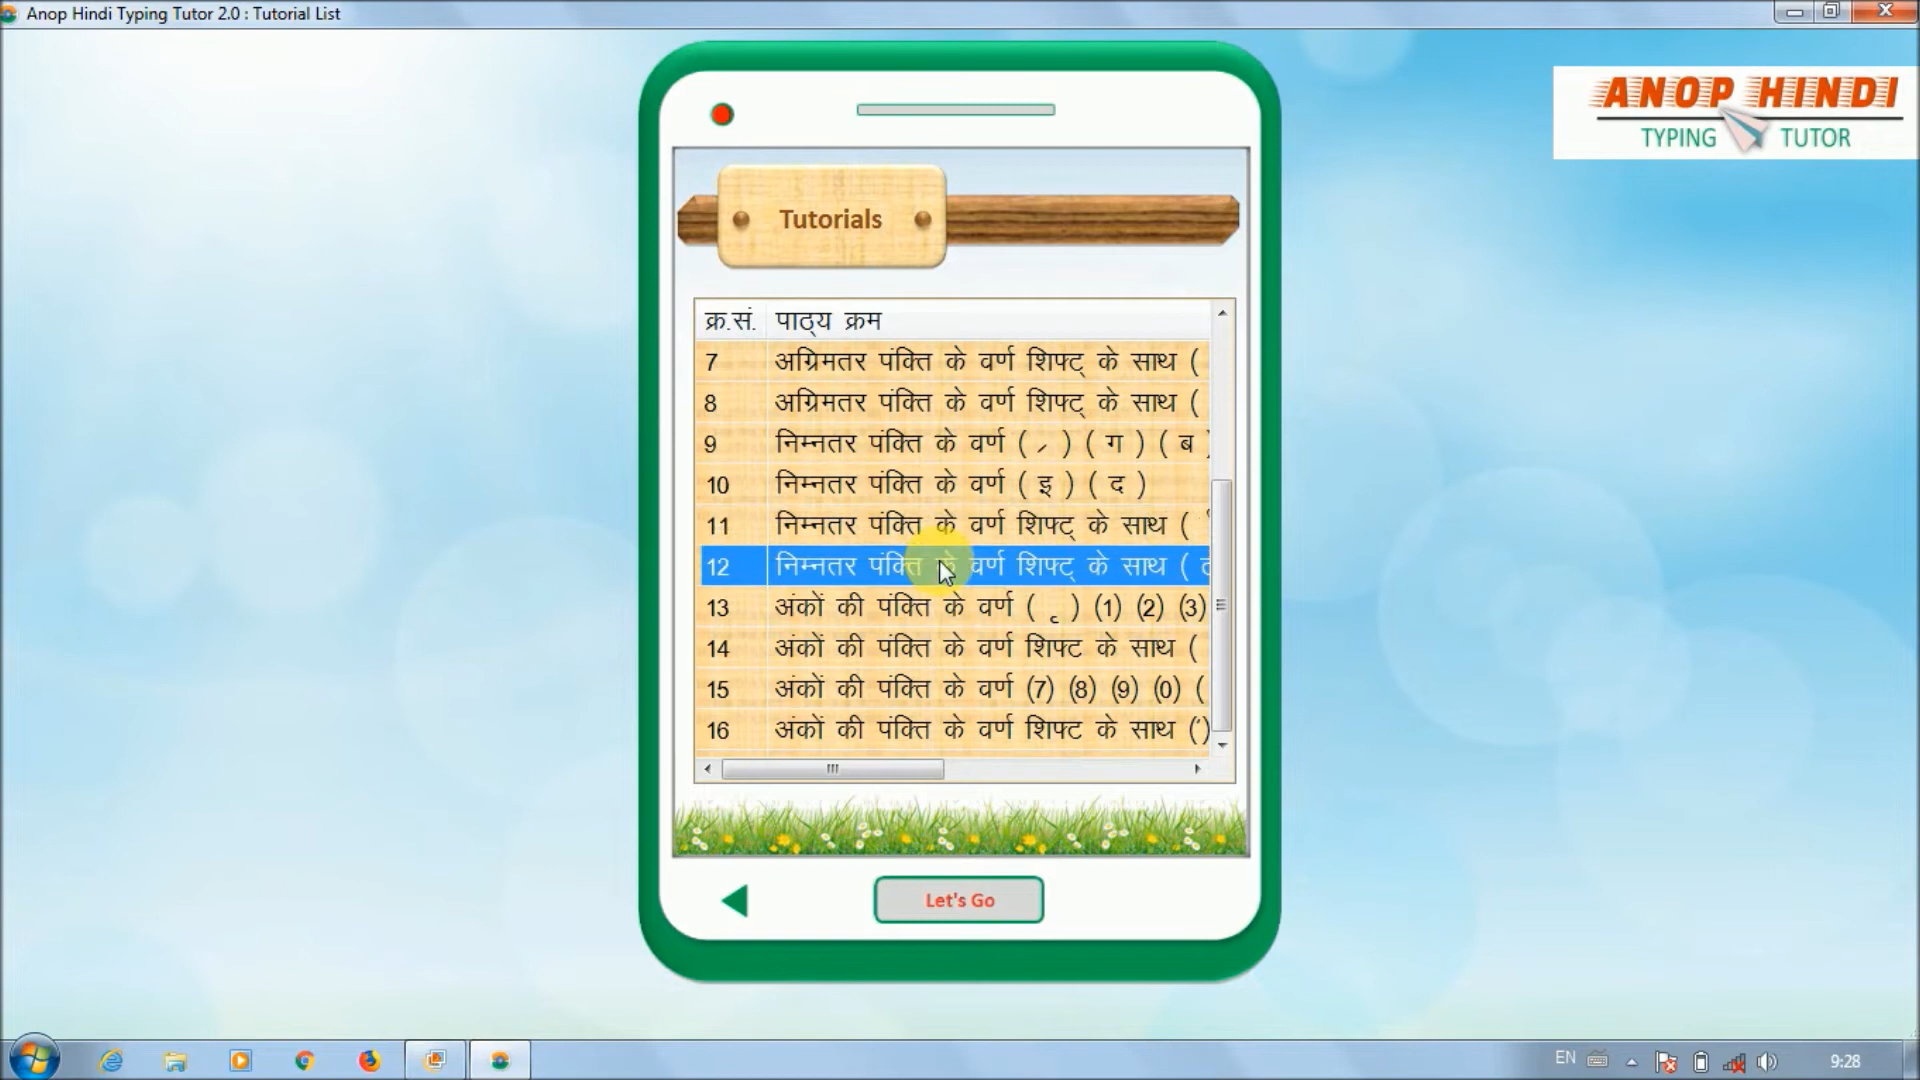 Anop Hindi Typing Tutor 2.0 : Tutorial List
ANOP HINDI
TYPING TUTOR
Tutorials
क्र.सं. पाठ्य क्रम
7 अग्रिमतर पंक्ति के वर्ण शिफ्ट् के साथ (
8 अग्रिमतर पंक्ति के वर्ण शिफ्ट् के साथ (
9 निम्नतर पंक्ति के वर्ण ( ) ( ग ) ( ब )
10 निम्नतर पंक्ति के वर्ण ( इ ) ( द )
11 निम्नतर पंक्ति के वर्ण शिफ्ट् के साथ (
12 निम्नतर पंक्ति के वर्ण शिफ्ट् के साथ (
13 अंकों की पंक्ति के वर्ण ( ृ ) (1) (2) (3)
14 अंकों की पंक्ति के वर्ण शिफ्ट के साथ (
15 अंकों की पंक्ति के वर्ण (7) (8) (9) (0) (
16 अंकों की पंक्ति के वर्ण शिफ्ट के साथ (')
Let's Go
EN
9:28